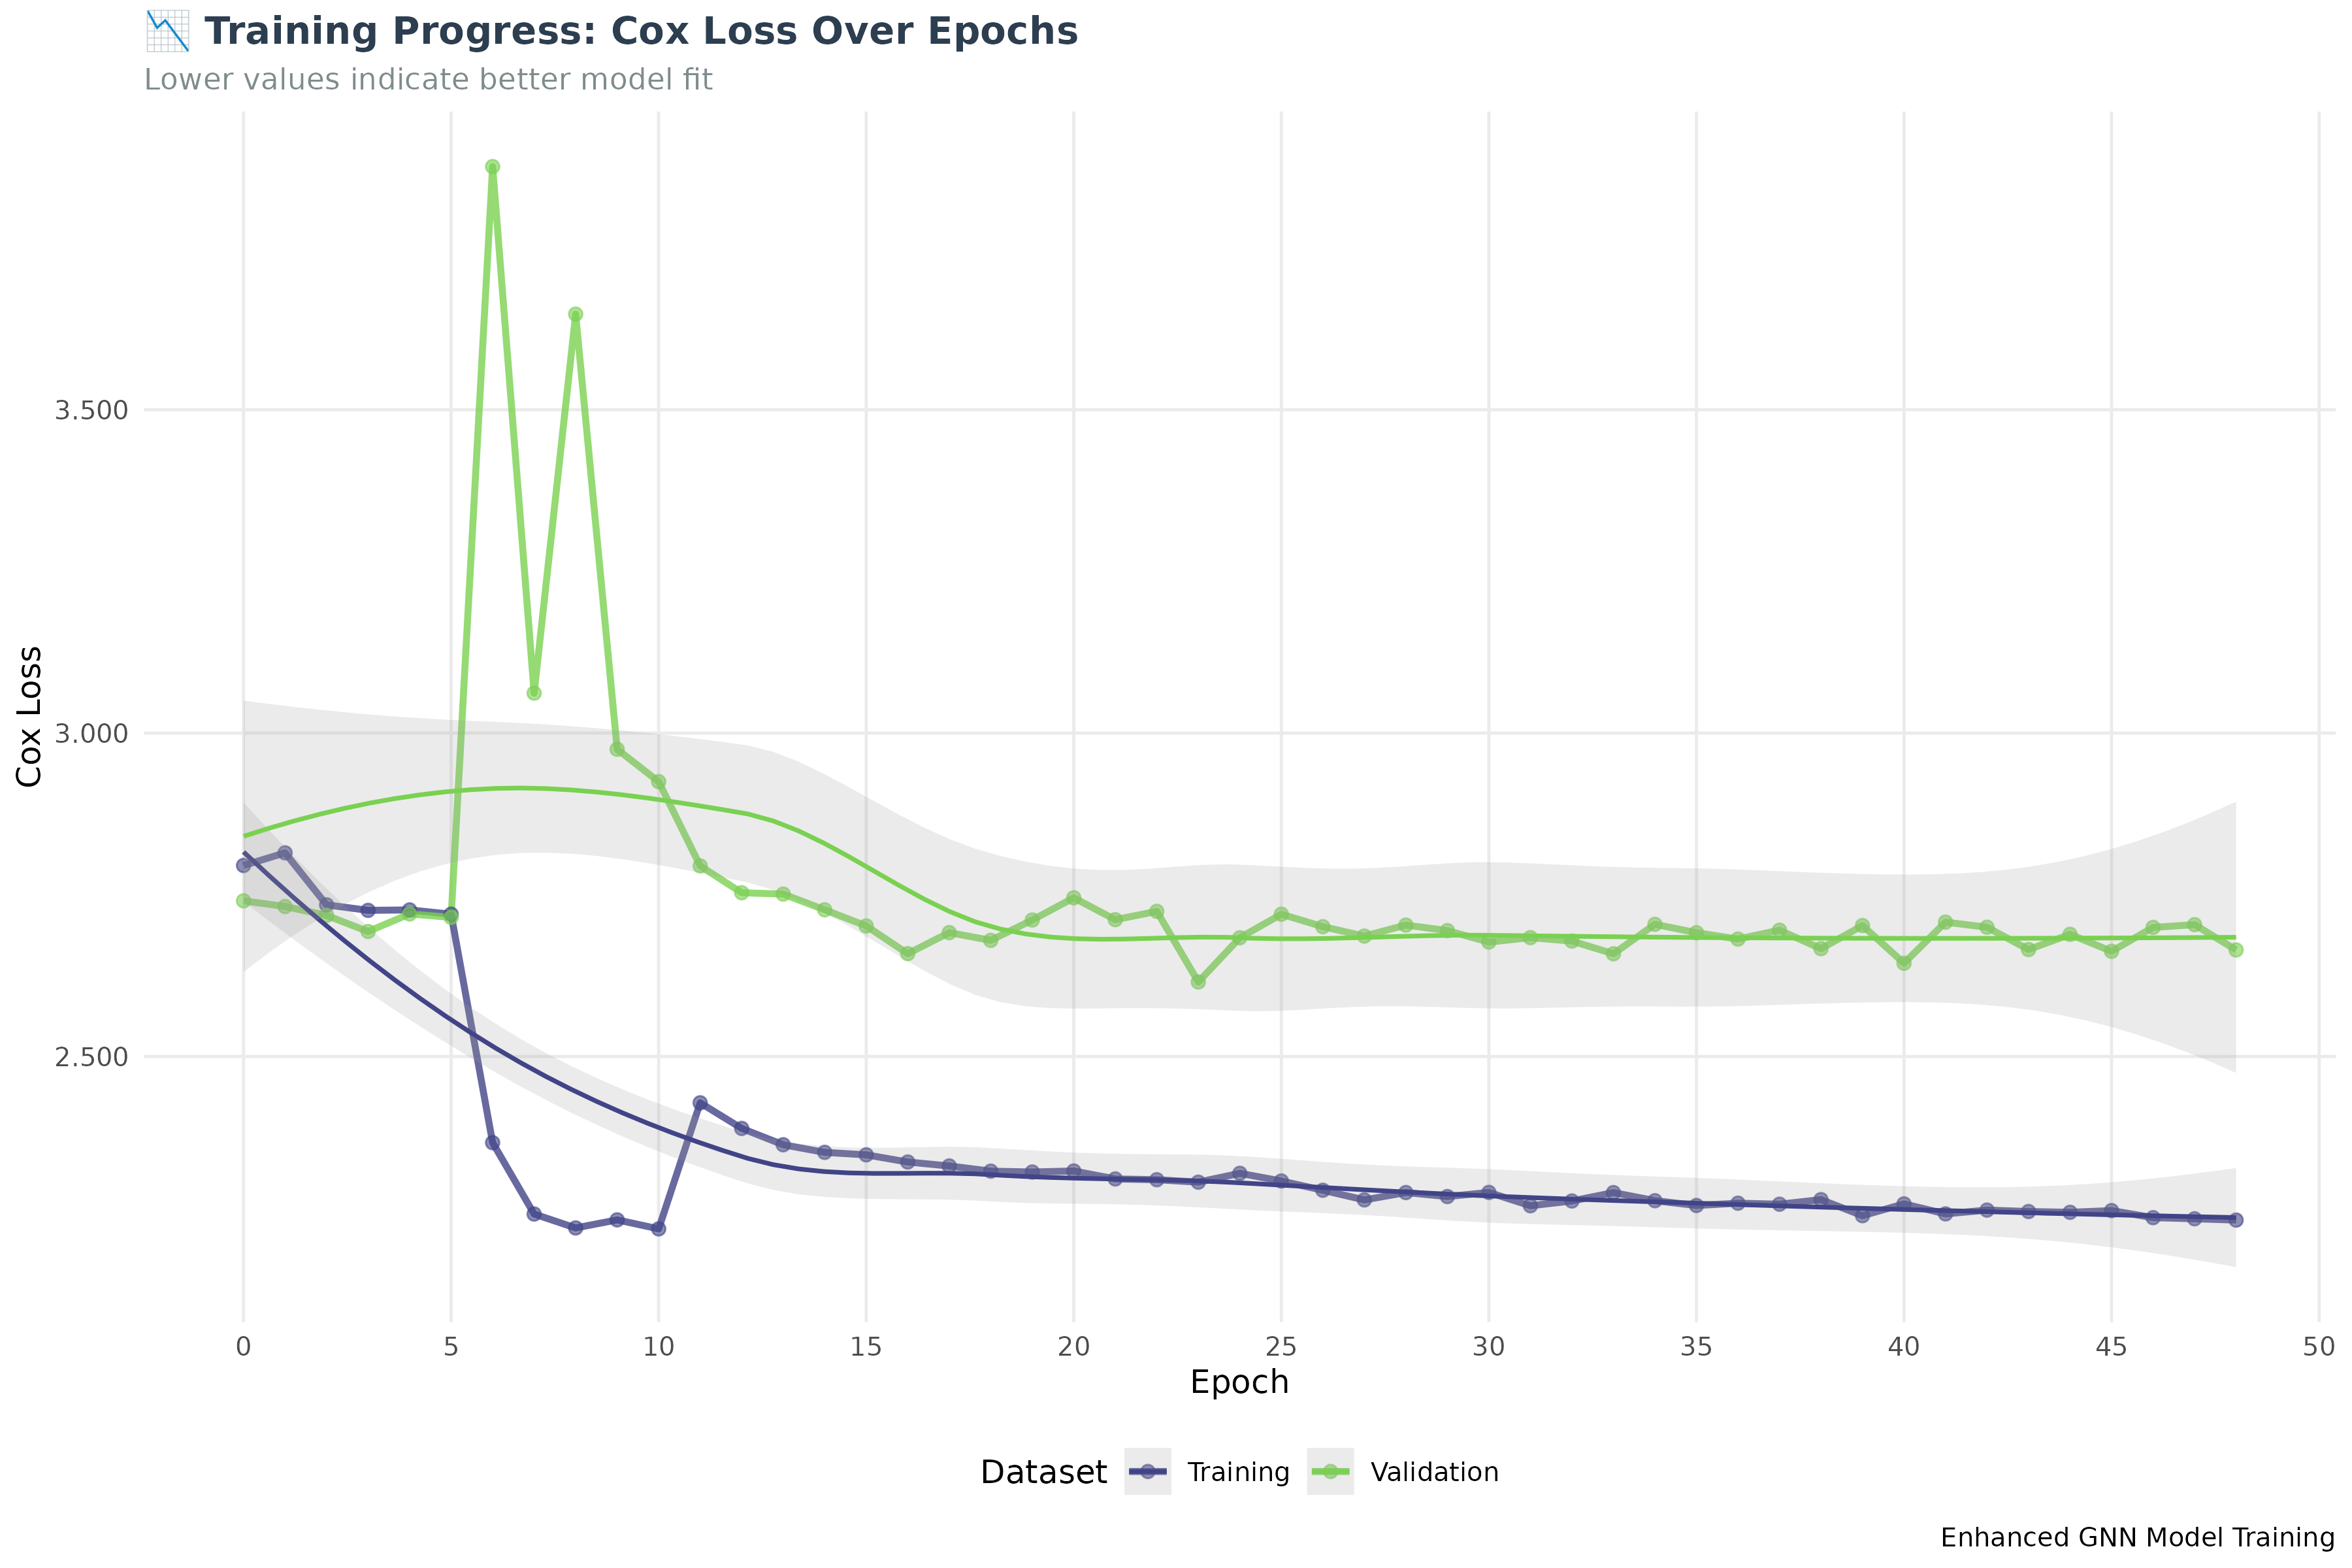 📉 Training Progress: Cox Loss Over Epochs
Lower values indicate better model fit
Cox Loss
3.500
3.000
2.500
0 5 10 15 20 25 30 35 40 45 50
Epoch
Dataset Training Validation
Enhanced GNN Model Training